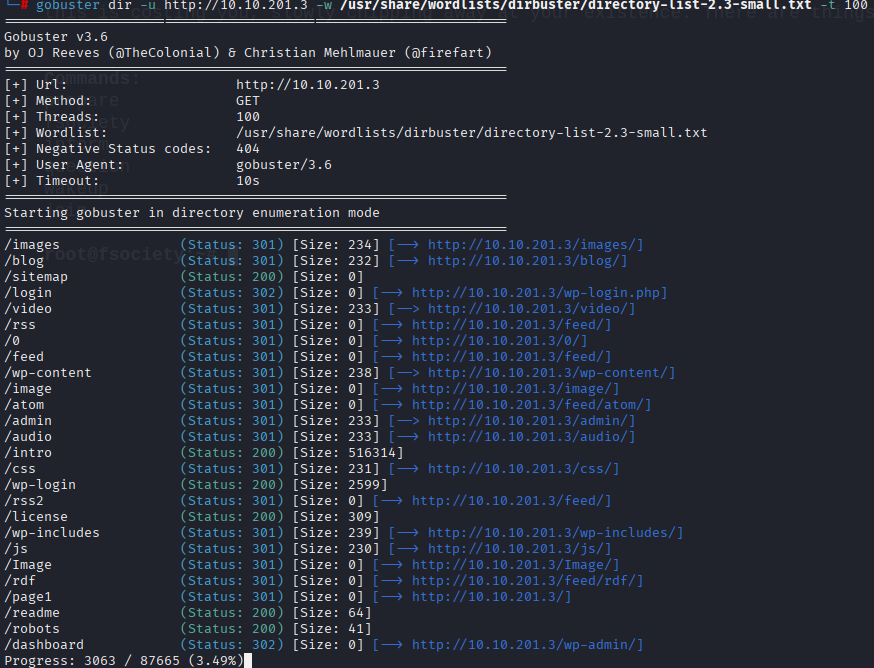 └─# gobuster dir -u http://10.10.201.3 -w /usr/share/wordlists/dirbuster/directory-list-2.3-small.txt -t 100
Gobuster v3.6
by OJ Reeves (@TheColonial) & Christian Mehlmauer (@firefart)
[+] Url: http://10.10.201.3
[+] Method: GET
[+] Threads: 100
[+] Wordlist: /usr/share/wordlists/dirbuster/directory-list-2.3-small.txt
[+] Negative Status codes: 404
[+] User Agent: gobuster/3.6
[+] Timeout: 10s
Starting gobuster in directory enumeration mode
/images (Status: 301) [Size: 234] [--> http://10.10.201.3/images/]
/blog (Status: 301) [Size: 232] [--> http://10.10.201.3/blog/]
/sitemap (Status: 200) [Size: 0]
/login (Status: 302) [Size: 0] [--> http://10.10.201.3/wp-login.php]
/video (Status: 301) [Size: 233] [--> http://10.10.201.3/video/]
/rss (Status: 301) [Size: 0] [--> http://10.10.201.3/feed/]
/0 (Status: 301) [Size: 0] [--> http://10.10.201.3/0/]
/feed (Status: 301) [Size: 0] [--> http://10.10.201.3/feed/]
/wp-content (Status: 301) [Size: 238] [--> http://10.10.201.3/wp-content/]
/image (Status: 301) [Size: 0] [--> http://10.10.201.3/image/]
/atom (Status: 301) [Size: 0] [--> http://10.10.201.3/feed/atom/]
/admin (Status: 301) [Size: 233] [--> http://10.10.201.3/admin/]
/audio (Status: 301) [Size: 233] [--> http://10.10.201.3/audio/]
/intro (Status: 200) [Size: 516314]
/css (Status: 301) [Size: 231] [--> http://10.10.201.3/css/]
/wp-login (Status: 200) [Size: 2599]
/rss2 (Status: 301) [Size: 0] [--> http://10.10.201.3/feed/]
/license (Status: 200) [Size: 309]
/wp-includes (Status: 301) [Size: 239] [--> http://10.10.201.3/wp-includes/]
/js (Status: 301) [Size: 230] [--> http://10.10.201.3/js/]
/Image (Status: 301) [Size: 0] [--> http://10.10.201.3/Image/]
/rdf (Status: 301) [Size: 0] [--> http://10.10.201.3/feed/rdf/]
/page1 (Status: 301) [Size: 0] [--> http://10.10.201.3/]
/readme (Status: 200) [Size: 64]
/robots (Status: 200) [Size: 41]
/dashboard (Status: 302) [Size: 0] [--> http://10.10.201.3/wp-admin/]
Progress: 3063 / 87665 (3.49%)